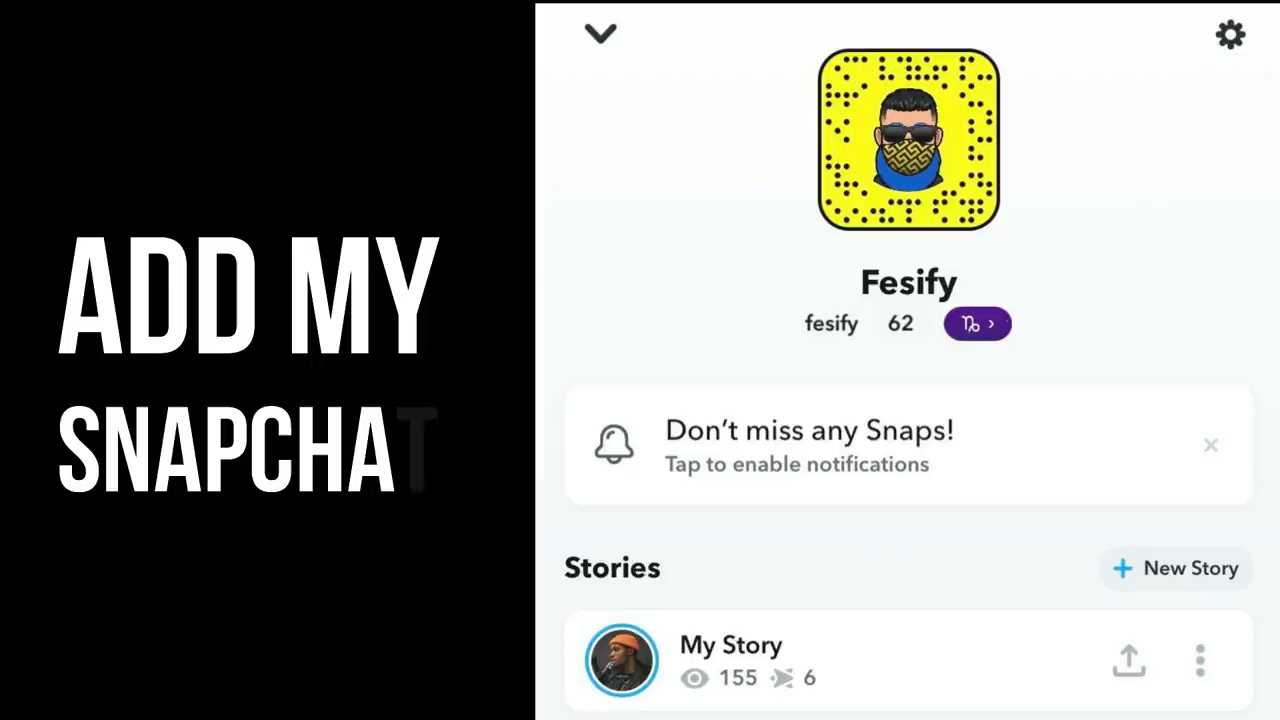 ADD MY
SNAPCHAT
Fesify
fesify 62
Don't miss any Snaps!
Tap to enable notifications
Stories
+ New Story
My Story
155 6